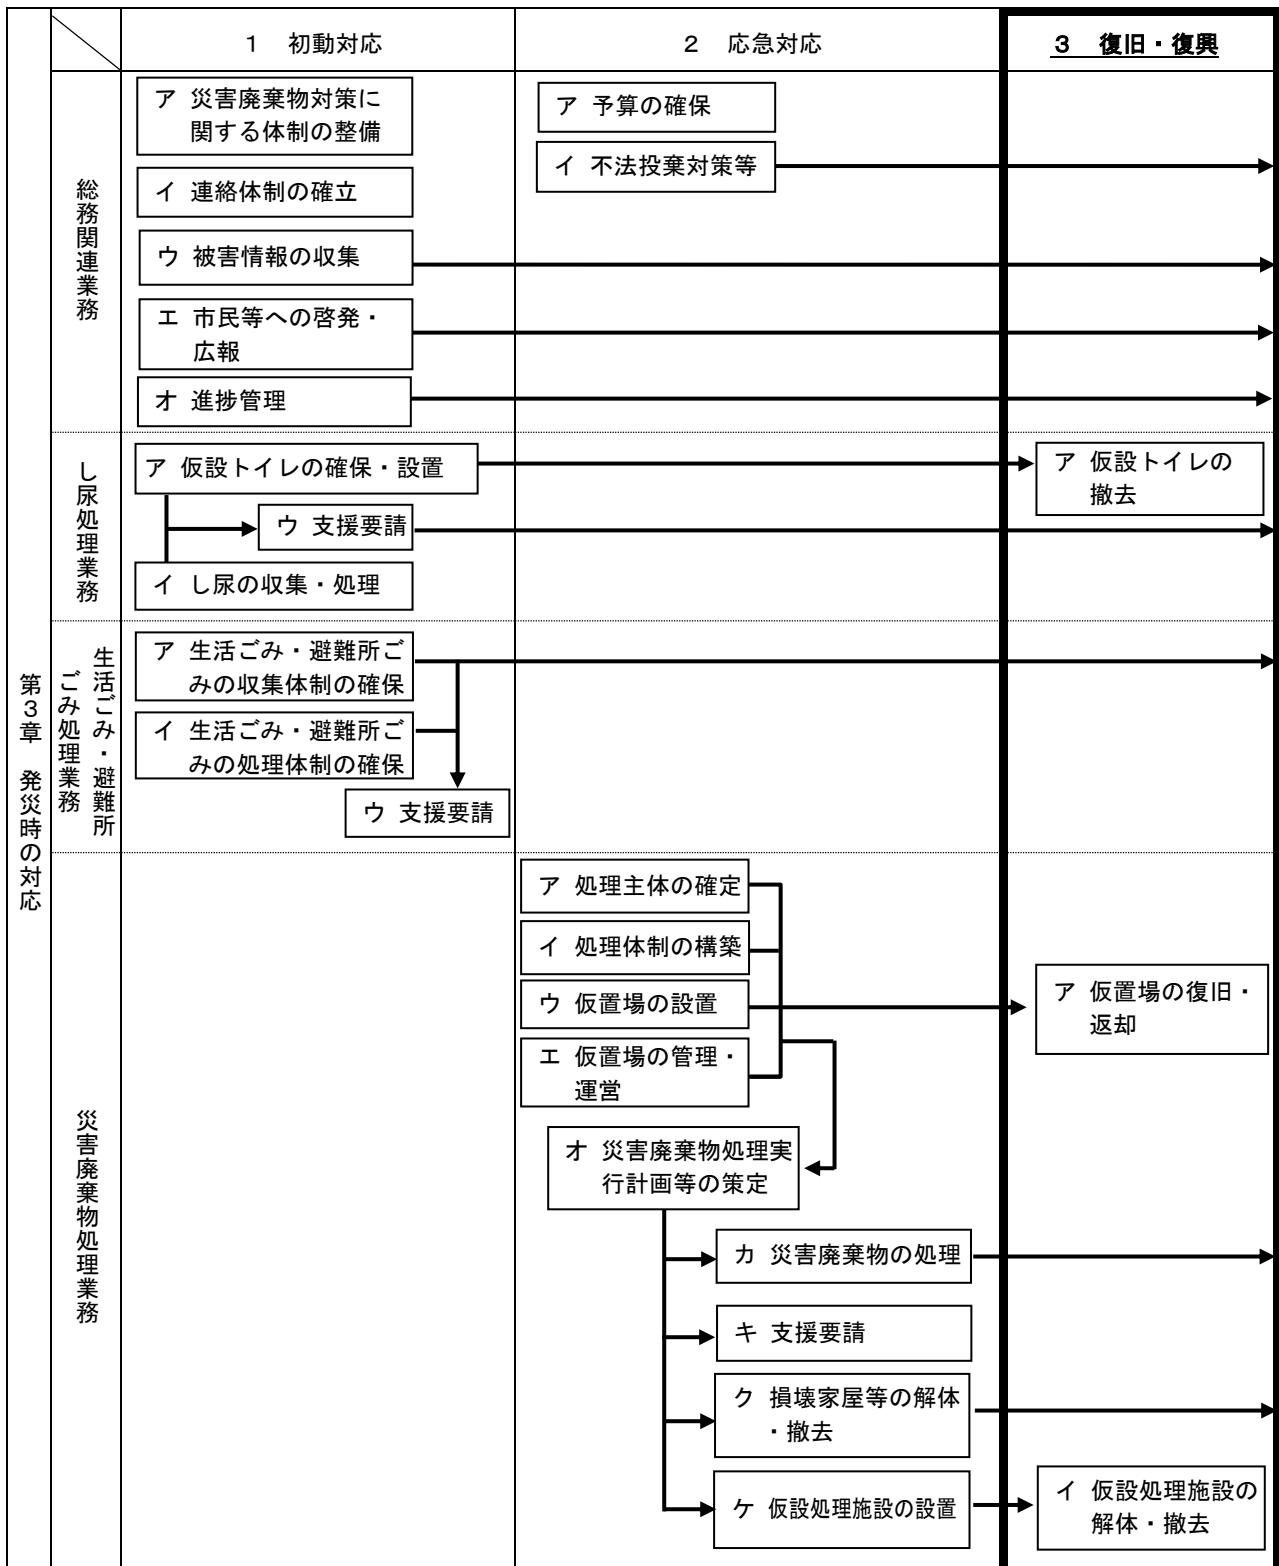 第３章　発災時の対応
１　初動対応
２　応急対応
３　復旧・復興
総務関連業務
ア 災害廃棄物対策に
関する体制の整備
イ 連絡体制の確立
ウ 被害情報の収集
エ 市民等への啓発・
広報
オ 進捗管理
ア 予算の確保
イ 不法投棄対策等
し尿処理業務
ア 仮設トイレの確保・設置
ウ 支援要請
イ し尿の収集・処理
ア 仮設トイレの
撤去
生活ごみ・避難所
ごみ処理業務
ア 生活ごみ・避難所ご
みの収集体制の確保
イ 生活ごみ・避難所ご
みの処理体制の確保
ウ 支援要請
災害廃棄物処理業務
ア 処理主体の確定
イ 処理体制の構築
ウ 仮置場の設置
エ 仮置場の管理・
運営
オ 災害廃棄物処理実
行計画等の策定
カ 災害廃棄物の処理
キ 支援要請
ク 損壊家屋等の解体
・撤去
ケ 仮設処理施設の設置
ア 仮置場の復旧・
返却
イ 仮設処理施設の
解体・撤去